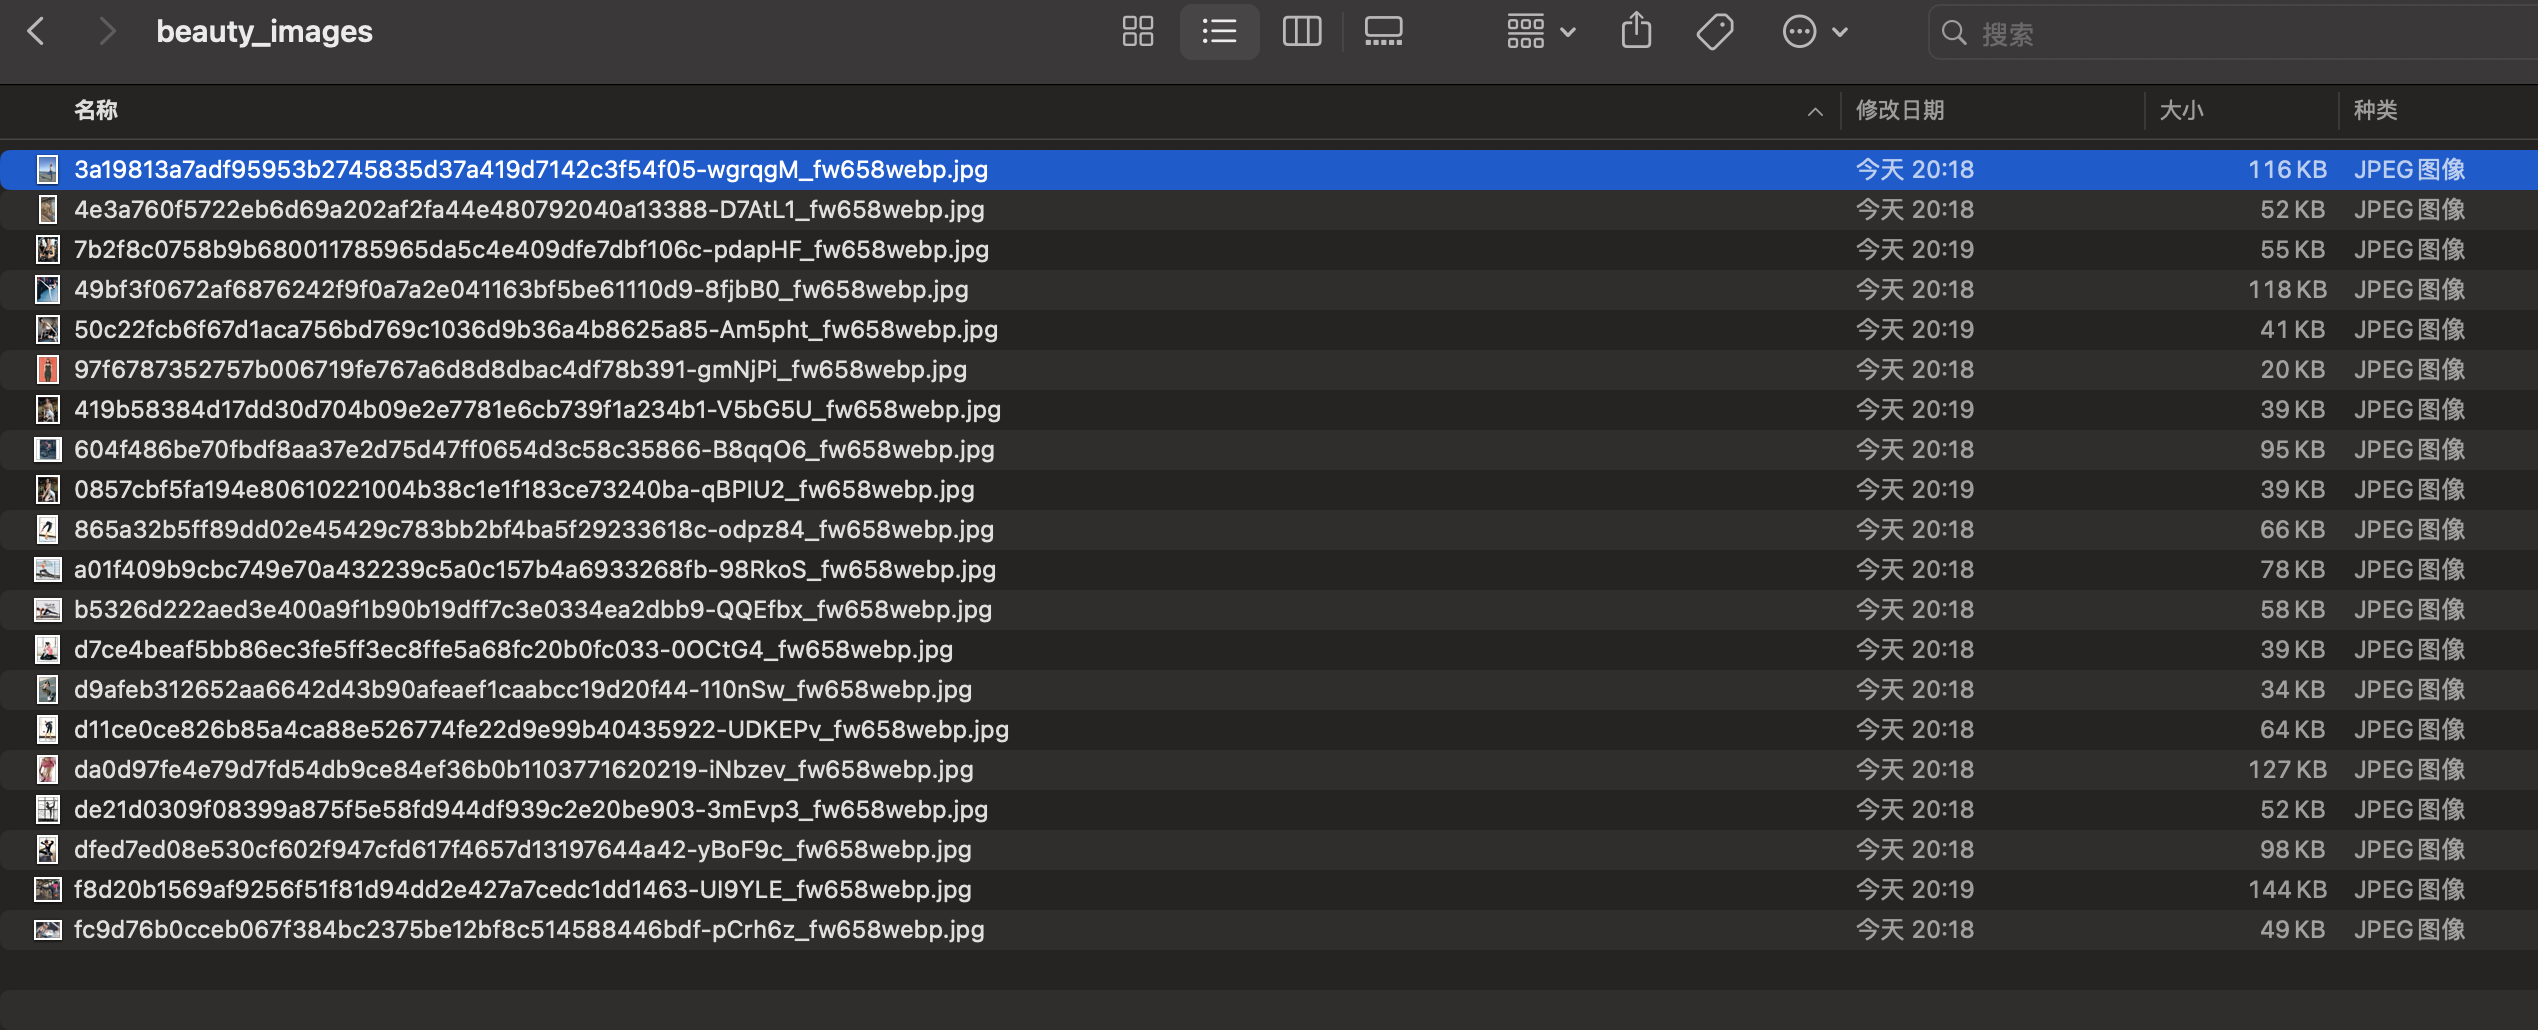 beauty_images
搜索
名称 修改日期 大小 种类
3a19813a7adf95953b2745835d37a419d7142c3f54f05-wgrqgM_fw658webp.jpg 今天 20:18 116 KB JPEG图像
4e3a760f5722eb6d69a202af2fa44e480792040a13388-D7AtL1_fw658webp.jpg 今天 20:18 52 KB JPEG图像
7b2f8c0758b9b680011785965da5c4e409dfe7dbf106c-pdapHF_fw658webp.jpg 今天 20:19 55 KB JPEG图像
49bf3f0672af6876242f9f0a7a2e041163bf5be61110d9-8fjbB0_fw658webp.jpg 今天 20:18 118 KB JPEG图像
50c22fcb6f67d1aca756bd769c1036d9b36a4b8625a85-Am5pht_fw658webp.jpg 今天 20:19 41 KB JPEG图像
97f6787352757b006719fe767a6d8d8dbac4df78b391-gmNjPi_fw658webp.jpg 今天 20:18 20 KB JPEG图像
419b58384d17dd30d704b09e2e7781e6cb739f1a234b1-V5bG5U_fw658webp.jpg 今天 20:19 39 KB JPEG图像
604f486be70fbdf8aa37e2d75d47ff0654d3c58c35866-B8qqO6_fw658webp.jpg 今天 20:18 95 KB JPEG图像
0857cbf5fa194e80610221004b38c1e1f183ce73240ba-qBPIU2_fw658webp.jpg 今天 20:19 39 KB JPEG图像
865a32b5ff89dd02e45429c783bb2bf4ba5f29233618c-odpz84_fw658webp.jpg 今天 20:18 66 KB JPEG图像
a01f409b9cbc749e70a432239c5a0c157b4a6933268fb-98RkoS_fw658webp.jpg 今天 20:18 78 KB JPEG图像
b5326d222aed3e400a9f1b90b19dff7c3e0334ea2dbb9-QQEfbx_fw658webp.jpg 今天 20:18 58 KB JPEG图像
d7ce4beaf5bb86ec3fe5ff3ec8ffe5a68fc20b0fc033-0OCtG4_fw658webp.jpg 今天 20:18 39 KB JPEG图像
d9afeb312652aa6642d43b90afeaef1caabcc19d20f44-110nSw_fw658webp.jpg 今天 20:18 34 KB JPEG图像
d11ce0ce826b85a4ca88e526774fe22d9e99b40435922-UDKEPv_fw658webp.jpg 今天 20:18 64 KB JPEG图像
da0d97fe4e79d7fd54db9ce84ef36b0b1103771620219-iNbzev_fw658webp.jpg 今天 20:18 127 KB JPEG图像
de21d0309f08399a875f5e58fd944df939c2e20be903-3mEvp3_fw658webp.jpg 今天 20:18 52 KB JPEG图像
dfed7ed08e530cf602f947cfd617f4657d13197644a42-yBoF9c_fw658webp.jpg 今天 20:18 98 KB JPEG图像
f8d20b1569af9256f51f81d94dd2e427a7cedc1dd1463-UI9YLE_fw658webp.jpg 今天 20:19 144 KB JPEG图像
fc9d76b0cceb067f384bc2375be12bf8c514588446bdf-pCrh6z_fw658webp.jpg 今天 20:18 49 KB JPEG图像